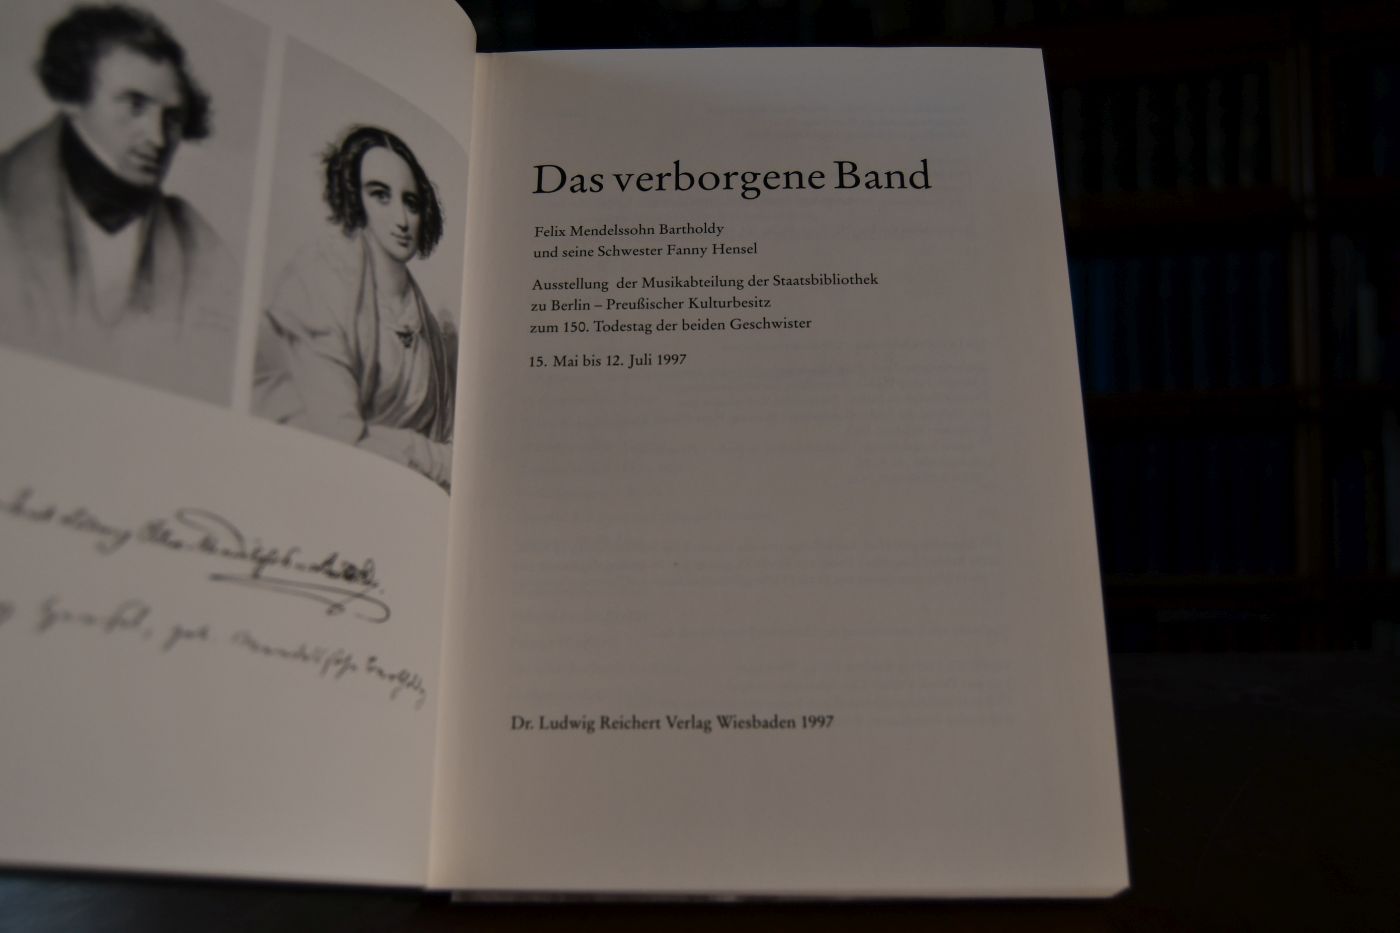 Das verborgene Band
Felix Mendelssohn Bartholdy
und seine Schwester Fanny Hensel
Ausstellung der Musikabteilung der Staatsbibliothek
zu Berlin – Preußischer Kulturbesitz
zum 150. Todestag der beiden Geschwister
15. Mai bis 12. Juli 1997
Dr. Ludwig Reichert Verlag Wiesbaden 1997